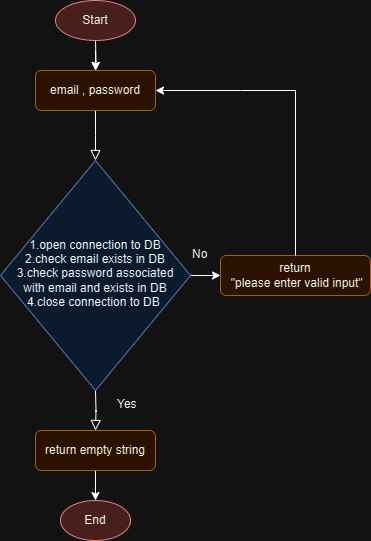 Start
email , password
1.open connection to DB
2.check email exists in DB
3.check password associated
with email and exists in DB
4.close connection to DB
No
return
"please enter valid input"
Yes
return empty string
End